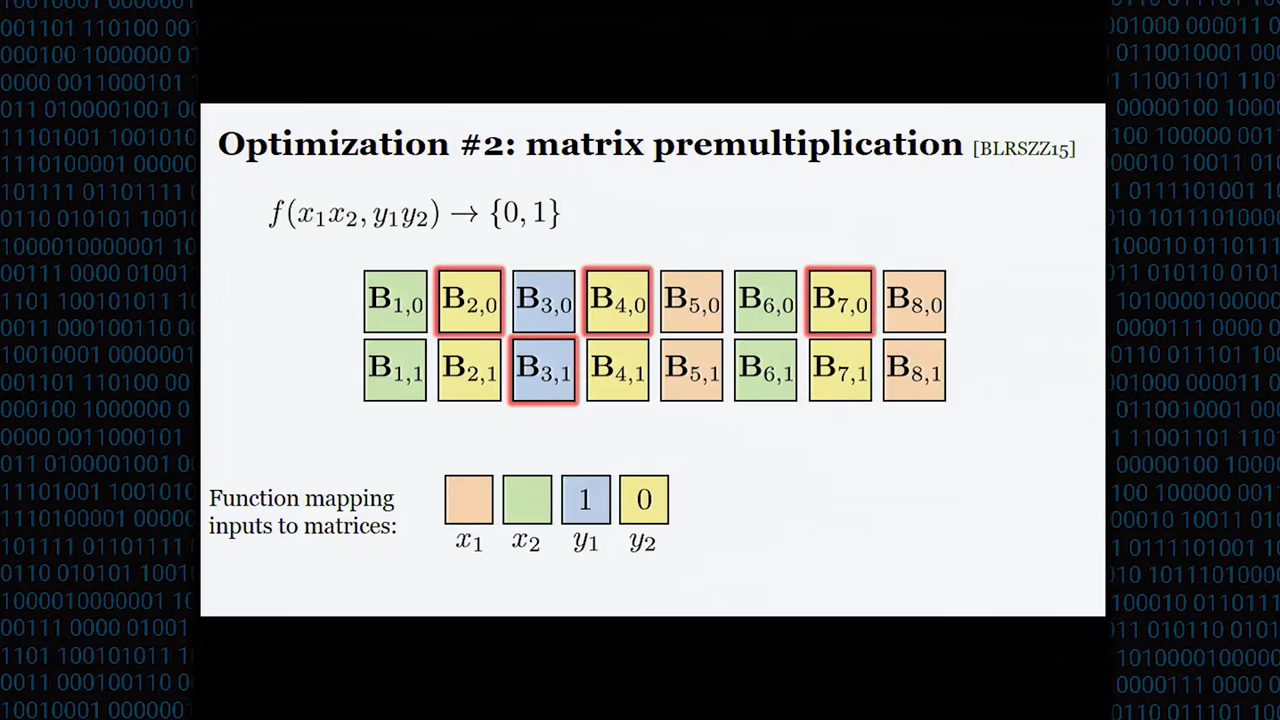 Optimization #2: matrix premultiplication [BLRSZZ15]
f(x₁x₂, y₁y₂) → {0, 1}
B₁,₀ B₂,₀ B₃,₀ B₄,₀ B₅,₀ B₆,₀ B₇,₀ B₈,₀
B₁,₁ B₂,₁ B₃,₁ B₄,₁ B₅,₁ B₆,₁ B₇,₁ B₈,₁
Function mapping
inputs to matrices:
1 0
x₁ x₂ y₁ y₂